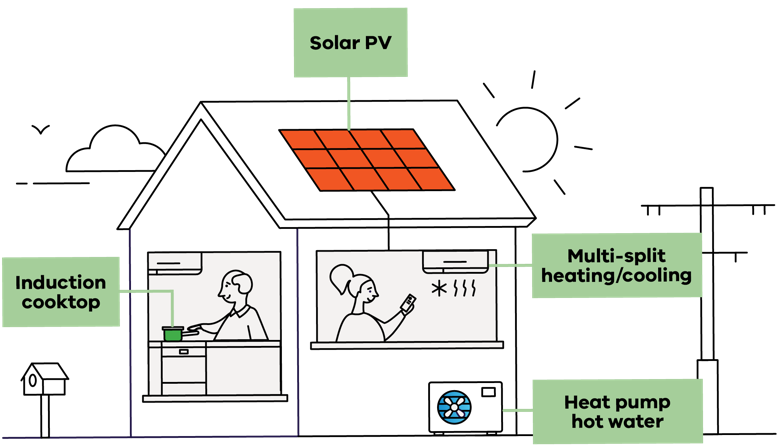 Solar PV
Induction
cooktop
Multi-split
heating/cooling
Heat pump
hot water